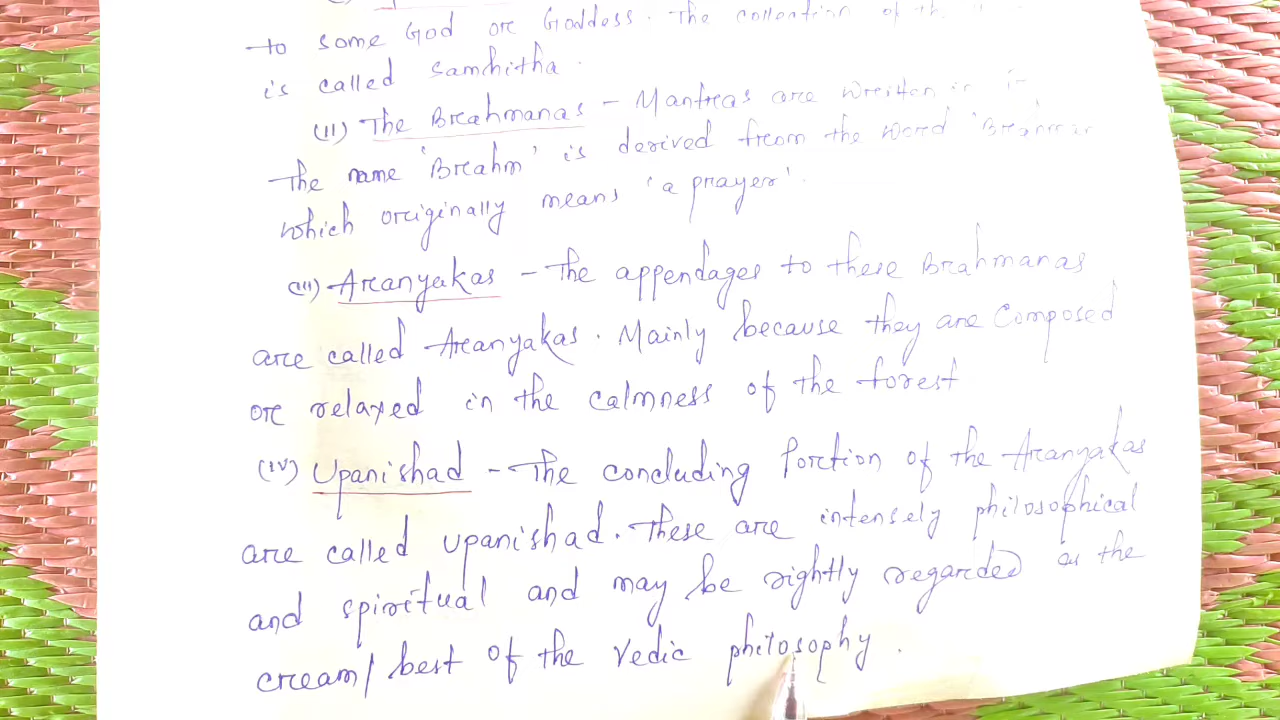 to some God or Goddess. The collection of the
is called Samhitha.
(II) The Brahmanas - Mantras are written in it
The name 'Brahm' is derived from the word
which originally means 'a prayer'.
(III) Aranyakas - The appendages to these Brahmanas
are called Aranyakas. Mainly because they are composed
or relaxed in the calmness of the forest
(IV) Upanishad - The concluding Portion of the Aranyakas
are called Upanishad. These are intensely philosophical
and spiritual and may be rightly regarded as the
cream/best of the Vedic philosophy.